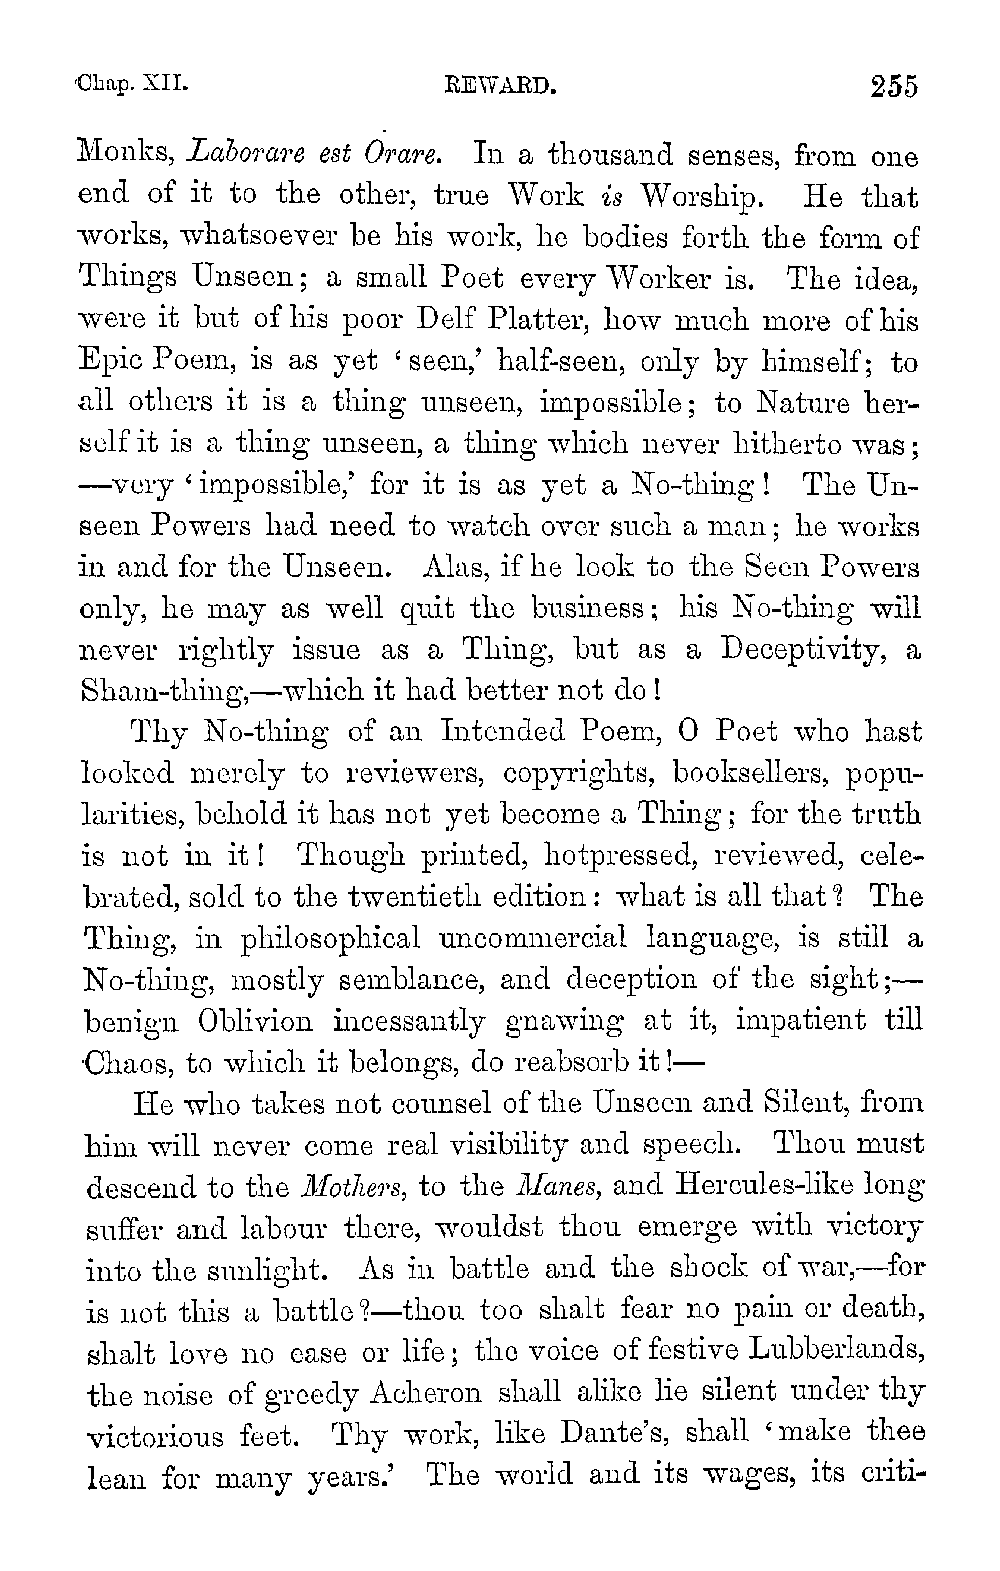 Chap. XII. REWARD. 255
Monks, Laborare est Orare. In a thousand senses, from one
end of it to the other, true Work is Worship. He that
works, whatsoever be his work, he bodies forth the form of
Things Unseen; a small Poet every Worker is. The idea,
were it but of his poor Delf Platter, how much more of his
Epic Poem, is as yet ‘seen,’ half-seen, only by himself; to
all others it is a thing unseen, impossible; to Nature her-
self it is a thing unseen, a thing which never hitherto was;
—very ‘impossible,’ for it is as yet a No-thing! The Un-
seen Powers had need to watch over such a man; he works
in and for the Unseen. Alas, if he look to the Seen Powers
only, he may as well quit the business; his No-thing will
never rightly issue as a Thing, but as a Deceptivity, a
Sham-thing,—which it had better not do!
Thy No-thing of an Intended Poem, O Poet who hast
looked merely to reviewers, copyrights, booksellers, popu-
larities, behold it has not yet become a Thing; for the truth
is not in it! Though printed, hotpressed, reviewed, cele-
brated, sold to the twentieth edition: what is all that? The
Thing, in philosophical uncommercial language, is still a
No-thing, mostly semblance, and deception of the sight;—
benign Oblivion incessantly gnawing at it, impatient till
Chaos, to which it belongs, do reabsorb it!—
He who takes not counsel of the Unseen and Silent, from
him will never come real visibility and speech. Thou must
descend to the Mothers, to the Manes, and Hercules-like long
suffer and labour there, wouldst thou emerge with victory
into the sunlight. As in battle and the shock of war,—for
is not this a battle?—thou too shalt fear no pain or death,
shalt love no ease or life; the voice of festive Lubberlands,
the noise of greedy Acheron shall alike lie silent under thy
victorious feet. Thy work, like Dante’s, shall ‘make thee
lean for many years.’ The world and its wages, its criti-